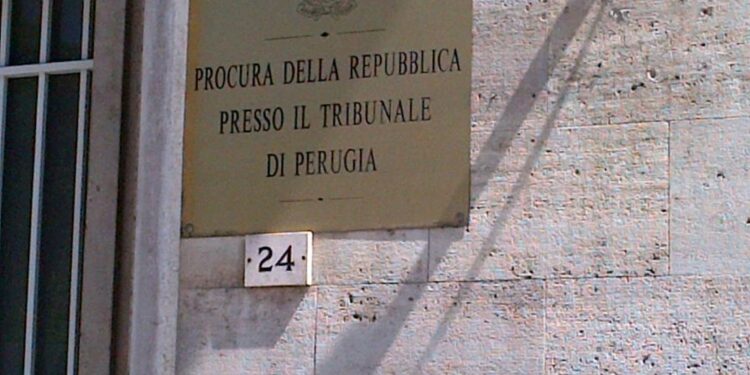 PROCURA DELLA REPUBBLICA
PRESSO IL TRIBUNALE
DI PERUGIA
24